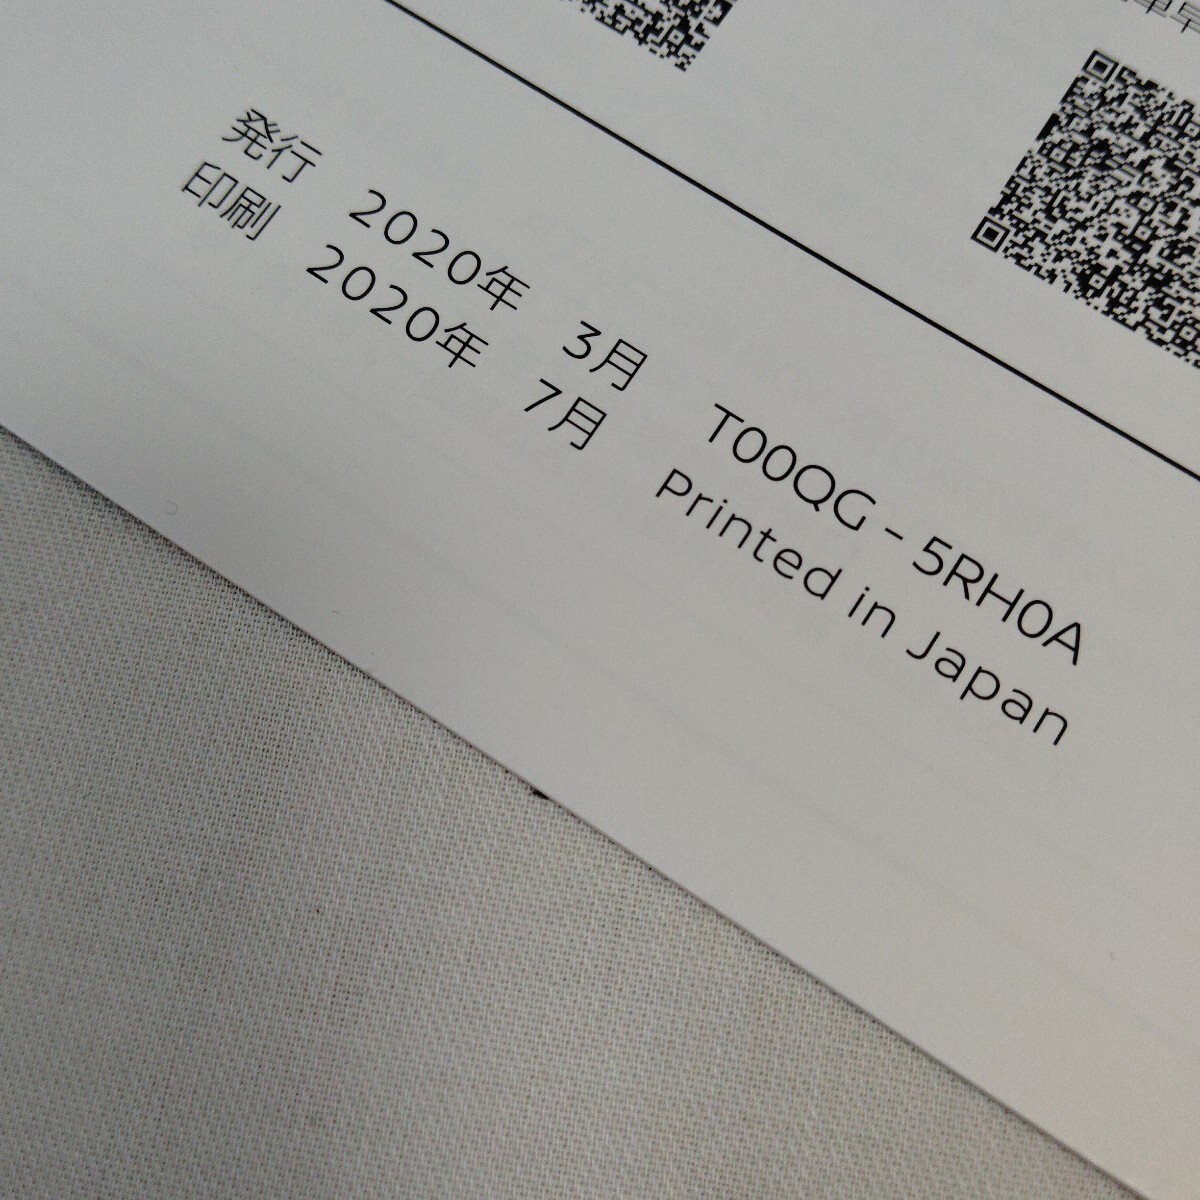 発行 2020年 3月 T00QG-5RH0A
印刷 2020年 7月 Printed in Japan